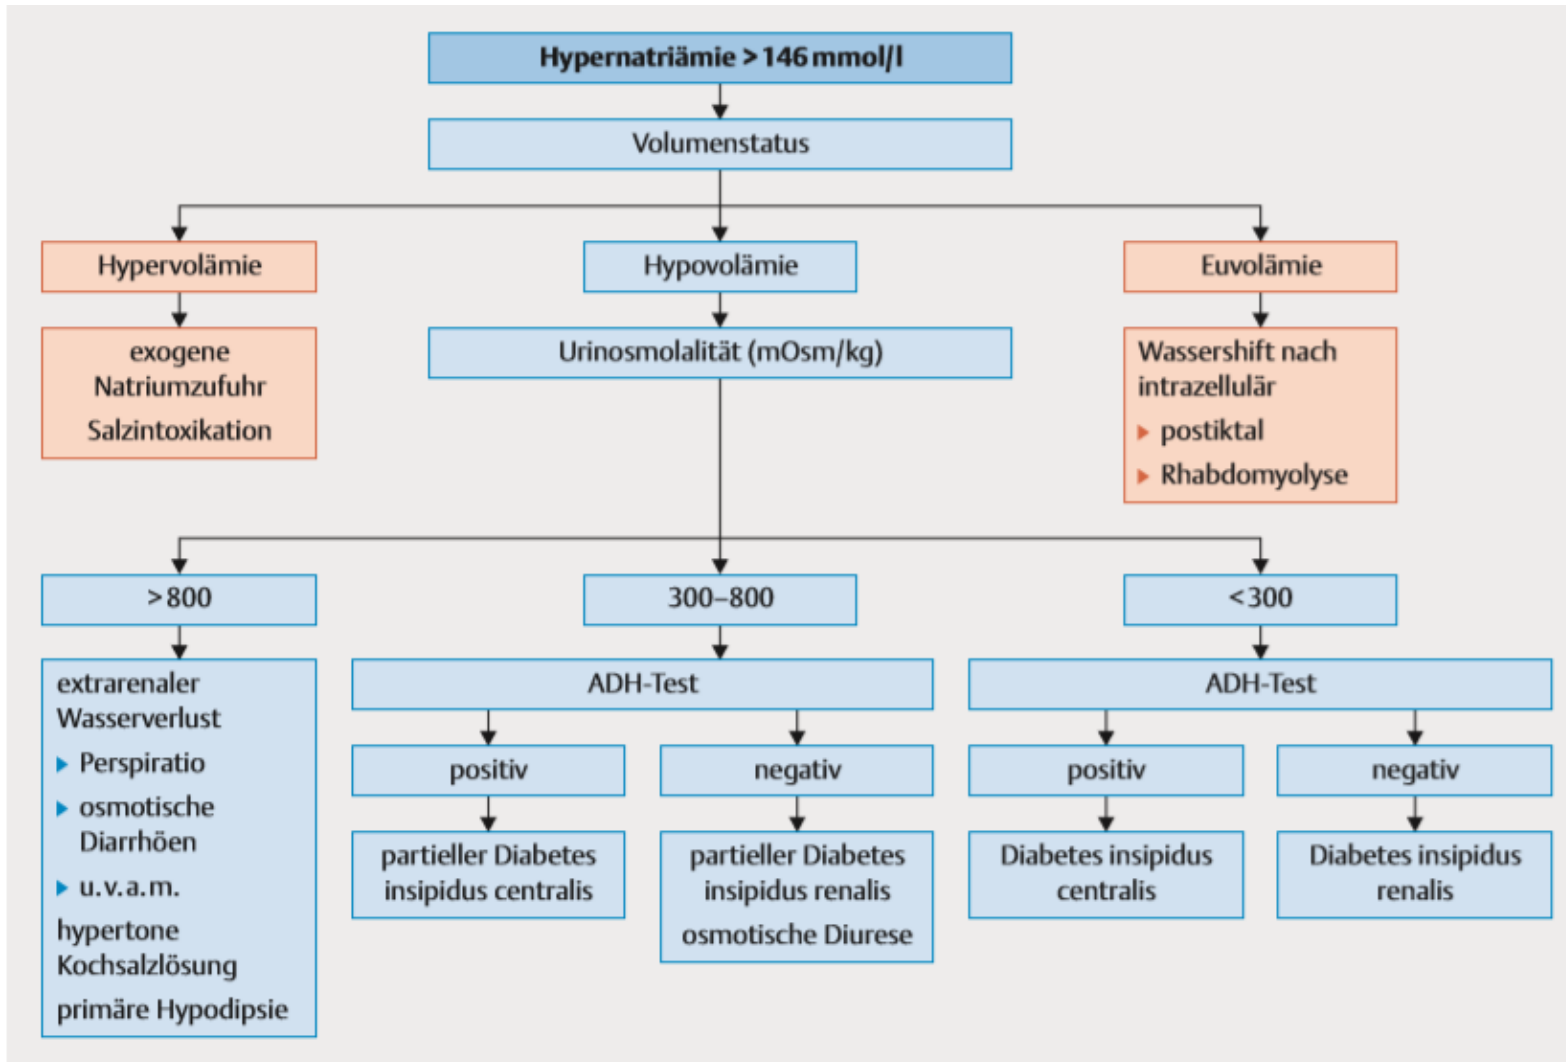 Hypernatriämie > 146 mmol/l
Volumenstatus
Hypervolämie
Hypovolämie
Euvolämie
exogene
Natriumzufuhr
Salzintoxikation
Urinosmolalität (mOsm/kg)
Wassershift nach
intrazellulär
postiktal
Rhabdomyolyse
> 800
300–800
< 300
extrarenaler
Wasserverlust
Perspiratio
osmotische
Diarrhöen
u. v. a. m.
hypertone
Kochsalzlösung
primäre Hypodipsie
ADH-Test
positiv
negativ
partieller Diabetes
insipidus centralis
partieller Diabetes
insipidus renalis
osmotische Diurese
ADH-Test
positiv
negativ
Diabetes insipidus
centralis
Diabetes insipidus
renalis